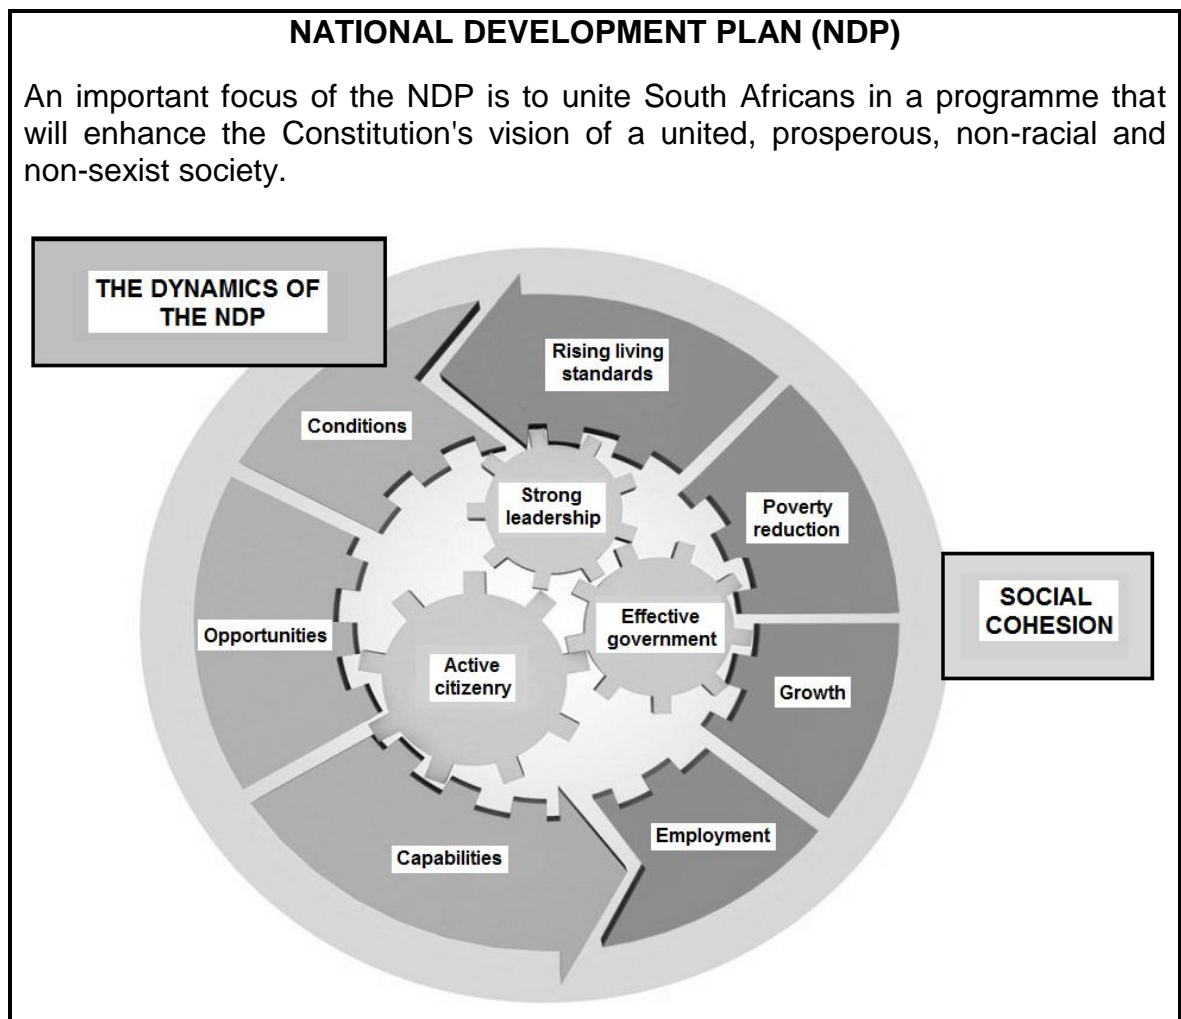 NATIONAL DEVELOPMENT PLAN (NDP)
An important focus of the NDP is to unite South Africans in a programme that
will enhance the Constitution's vision of a united, prosperous, non-racial and
non-sexist society.
THE DYNAMICS OF
THE NDP
Rising living
standards
Conditions
Strong
leadership
Poverty
reduction
SOCIAL
COHESION
Effective
government
Opportunities
Active
citizenry
Growth
Employment
Capabilities